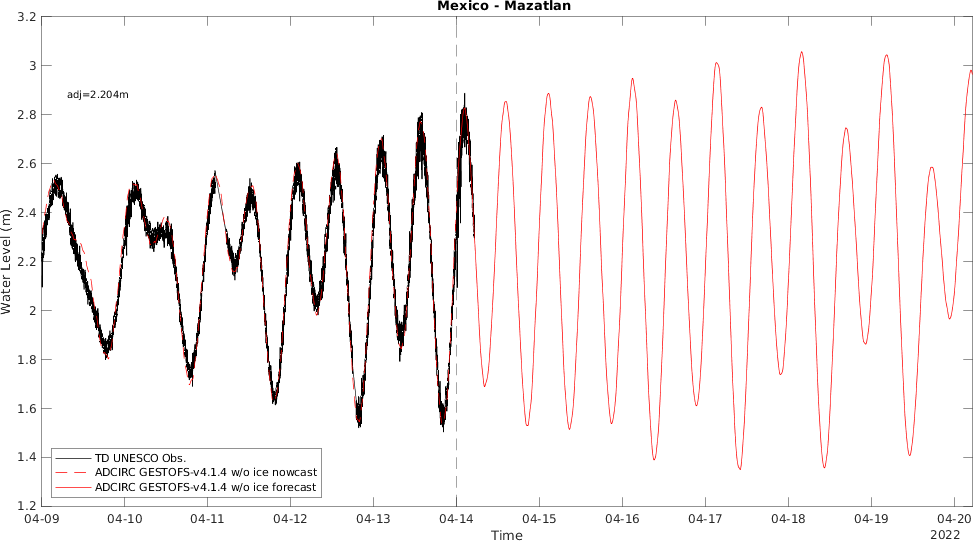 Mexico - Mazatlan
3.2
3
2.8
2.6
2.4
2.2
2
1.8
1.6
1.4
1.2
Water Level (m)
adj=2.204m
TD UNESCO Obs.
ADCIRC GESTOFS-v4.1.4 w/o ice nowcast
ADCIRC GESTOFS-v4.1.4 w/o ice forecast
04-09 04-10 04-11 04-12 04-13 04-14 04-15 04-16 04-17 04-18 04-19 04-20
Time
2022